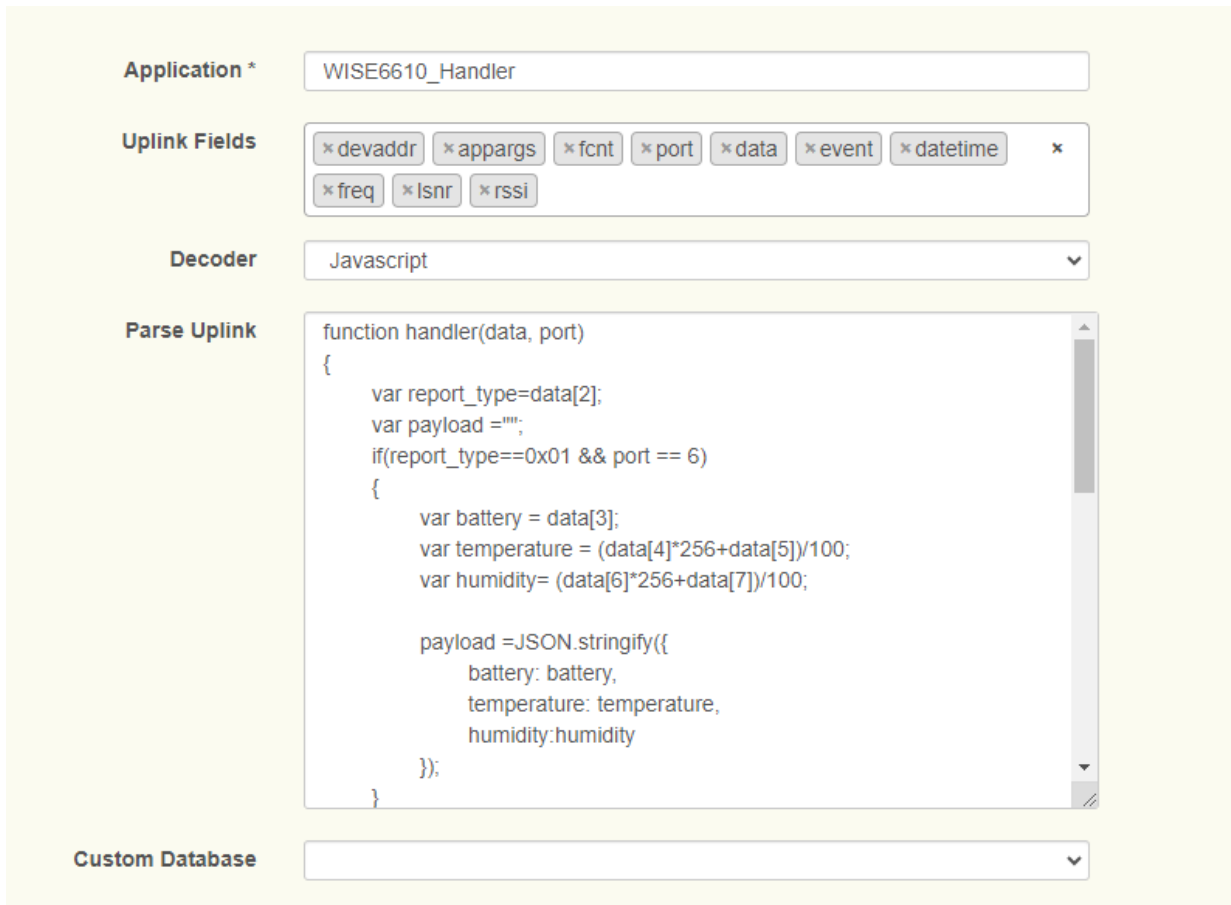 Application *
WISE6610_Handler
Uplink Fields
× devaddr × appargs × fcnt × port × data × event × datetime ×
× freq × lsnr × rssi
Decoder
Javascript
Parse Uplink
function handler(data, port)
{
var report_type=data[2];
var payload ="";
if(report_type==0x01 && port == 6)
{
var battery = data[3];
var temperature = (data[4]*256+data[5])/100;
var humidity= (data[6]*256+data[7])/100;
payload =JSON.stringify({
battery: battery,
temperature: temperature,
humidity:humidity
});
}
Custom Database